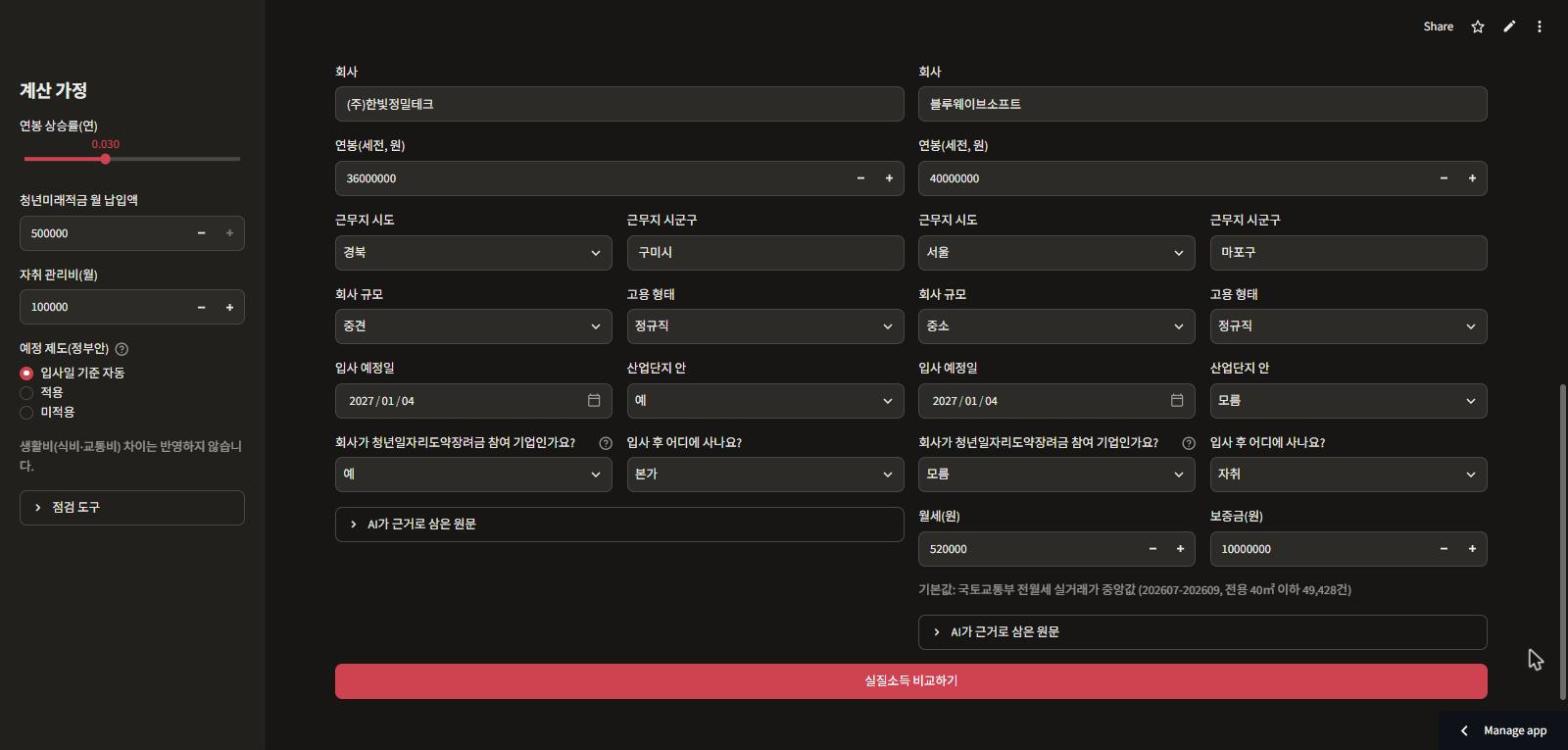 Share
계산 가정
연봉 상승률(연)
0.030
청년미래적금 월 납입액
500000
자취 관리비(월)
100000
예정 제도(정부안)
입사일 기준 자동
적용
미적용
생활비(식비·교통비) 차이는 반영하지 않습니
다.
점검 도구
회사
(주)한빛정밀테크
연봉(세전, 원)
36000000
근무지 시도
근무지 시군구
경북
구미시
회사 규모
고용 형태
중견
정규직
입사 예정일
산업단지 안
2027/01/04
예
회사가 청년일자리도약장려금 참여 기업인가요?
입사 후 어디에 사나요?
예
본가
AI가 근거로 삼은 원문
회사
블루웨이브소프트
연봉(세전, 원)
40000000
근무지 시도
근무지 시군구
서울
마포구
회사 규모
고용 형태
중소
정규직
입사 예정일
산업단지 안
2027/01/04
모름
회사가 청년일자리도약장려금 참여 기업인가요?
입사 후 어디에 사나요?
모름
자취
월세(원)
보증금(원)
520000
10000000
기본값: 국토교통부 전월세 실거래가 중앙값 (202607-202609, 전용 40㎡ 이하 49,428건)
AI가 근거로 삼은 원문
실질소득 비교하기
Manage app